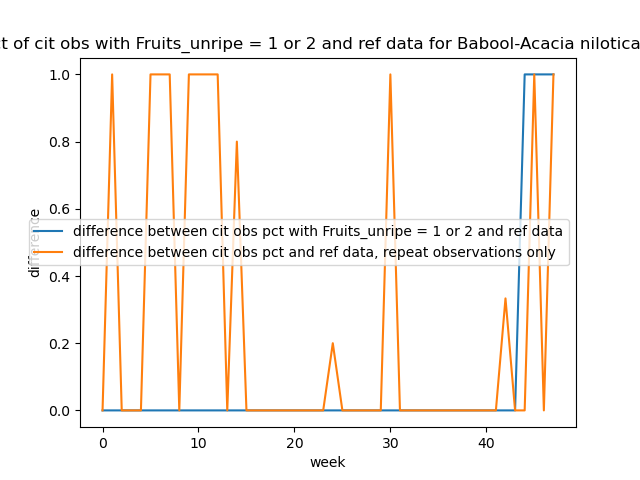 t of cit obs with Fruits_unripe = 1 or 2 and ref data for Babool-Acacia nilotica
1.0
0.8
0.6
0.4
0.2
0.0
difference
difference between cit obs pct with Fruits_unripe = 1 or 2 and ref data
difference between cit obs pct and ref data, repeat observations only
0 10 20 30 40
week